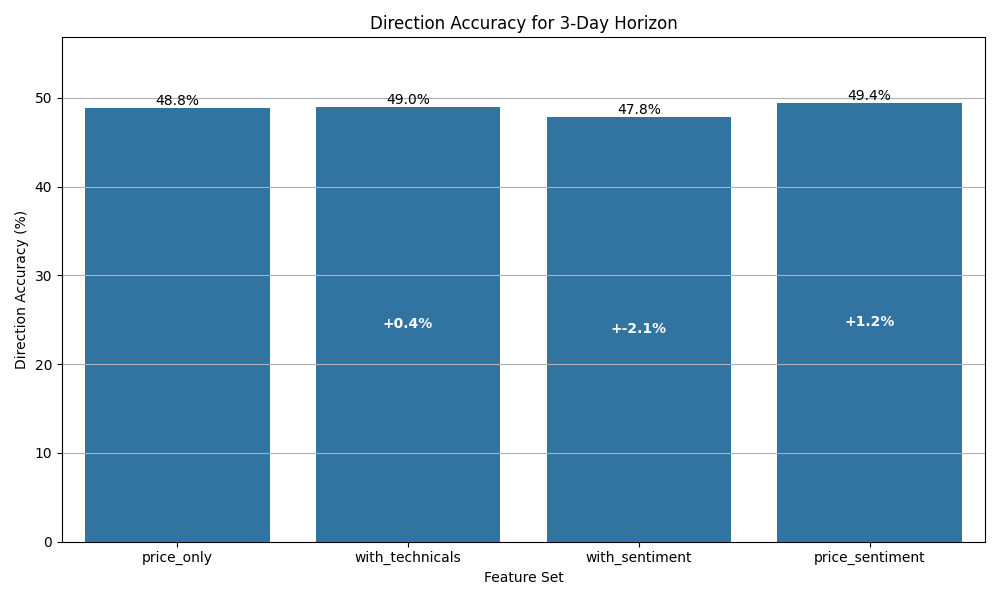 Direction Accuracy for 3-Day Horizon
Direction Accuracy (%)
50
40
30
20
10
0
48.8%
49.0%
47.8%
49.4%
+0.4%
+-2.1%
+1.2%
price_only
with_technicals
with_sentiment
price_sentiment
Feature Set